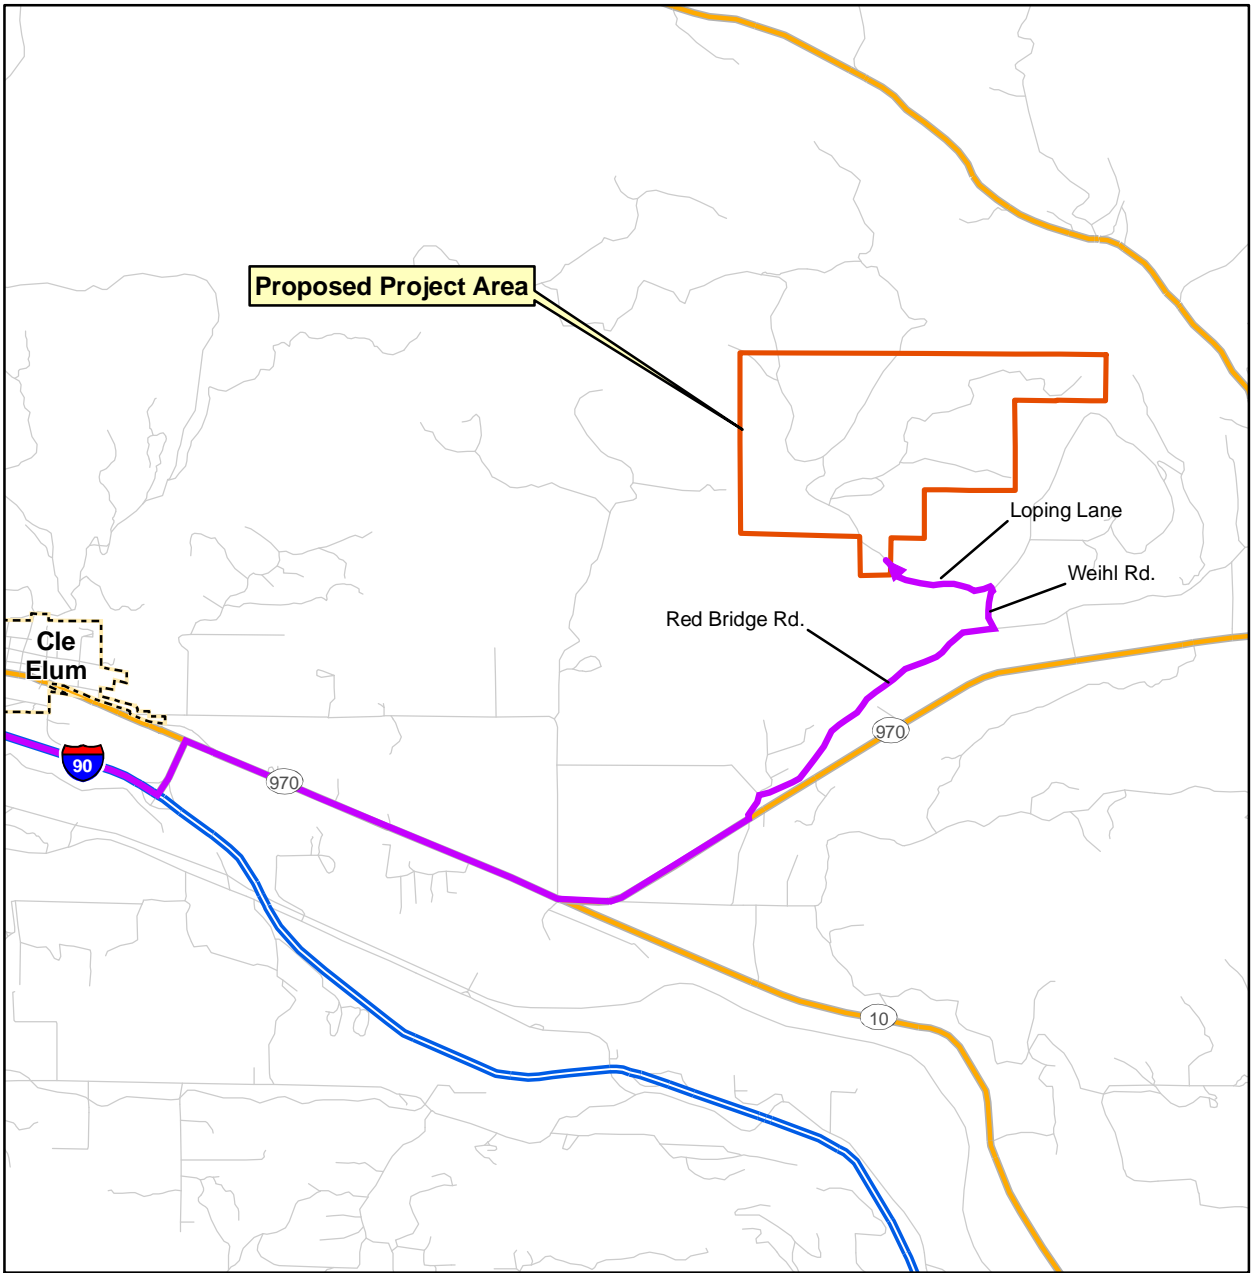 Proposed Project Area
Loping Lane
Weihl Rd.
Red Bridge Rd.
Cle
Elum
970
90
970
10